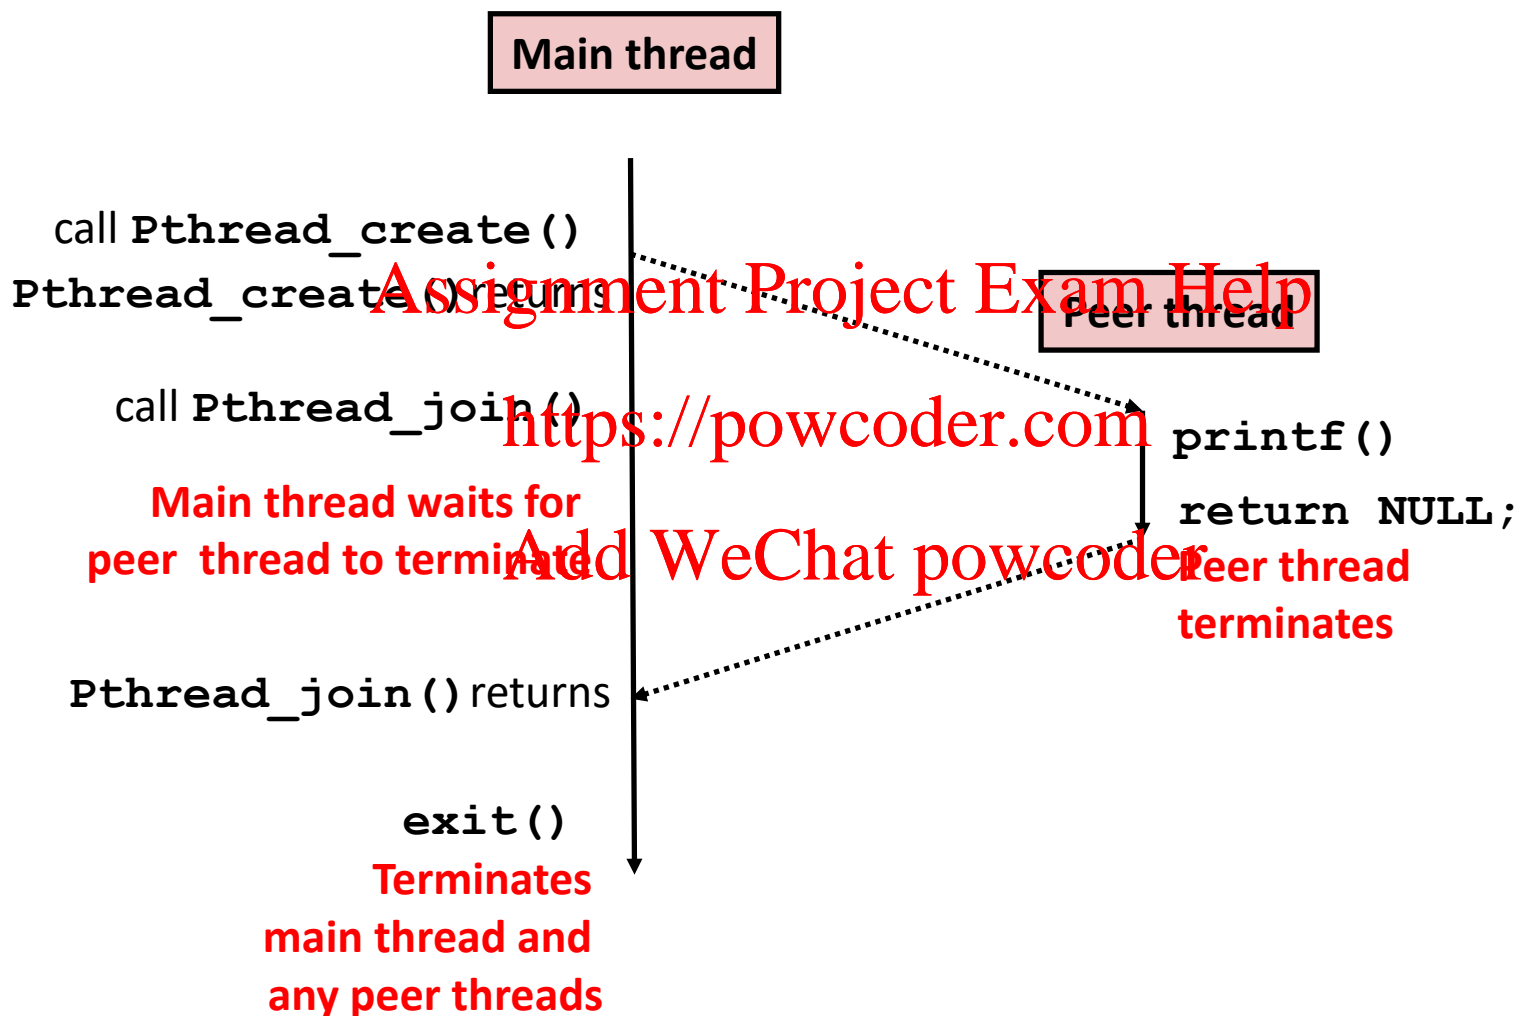 Main thread
call Pthread_create()
Pthread_create() returns
Assignment Project Exam Help
Peer thread
call Pthread_join()
https://powcoder.com
printf()
Main thread waits for
peer thread to terminate
return NULL;
Add WeChat powcoder
Peer thread
terminates
Pthread_join() returns
exit()
Terminates
main thread and
any peer threads